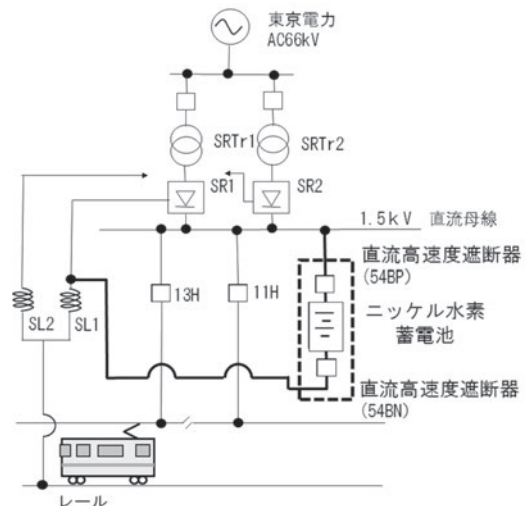 東京電力
AC66kV
SRTr1
SRTr2
SR1
SR2
1.5kV 直流母線
直流高速度遮断器
(54BP)
13H
11H
ニッケル水素
蓄電池
SL2
SL1
直流高速度遮断器
(54BN)
レール